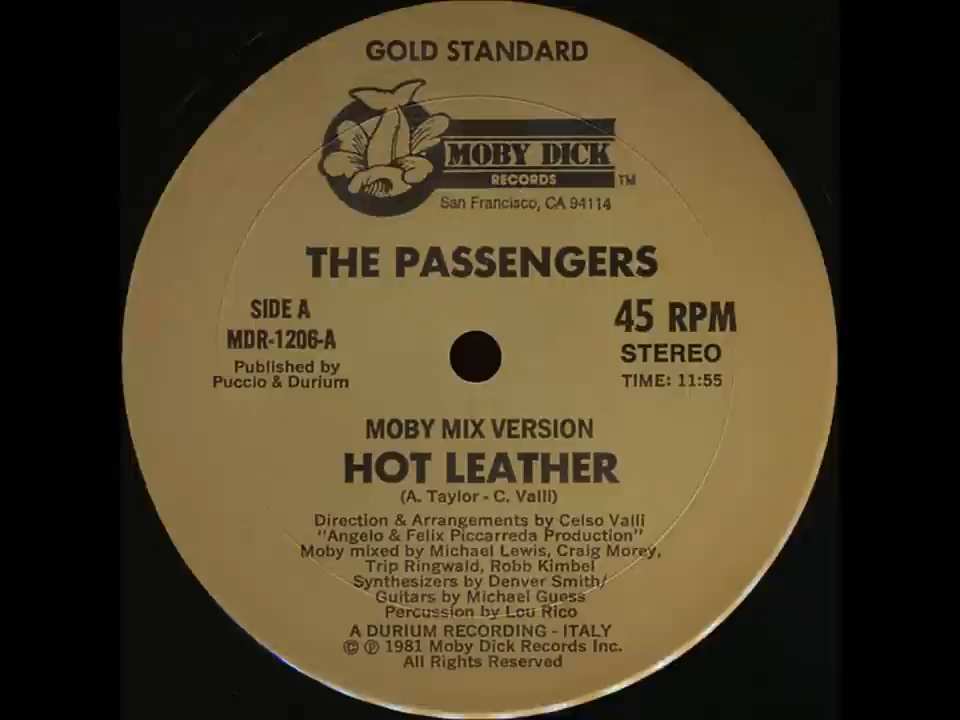 GOLD STANDARD
MOBY DICK
RECORDS
TM
San Francisco, CA 94114
THE PASSENGERS
SIDE A
MDR-1206-A
Published by
Puccio & Durium
45 RPM
STEREO
TIME: 11:55
MOBY MIX VERSION
HOT LEATHER
(A. Taylor - C. Valli)
Direction & Arrangements by Celso Valli
"Angelo & Felix Piccarreda Production"
Moby mixed by Michael Lewis, Craig Morey,
Trip Ringwald, Robb Kimbel
Synthesizers by Denver Smith/
Guitars by Michael Guess
Percussion by Lou Rico
A DURIUM RECORDING - ITALY
© ℗ 1981 Moby Dick Records Inc.
All Rights Reserved